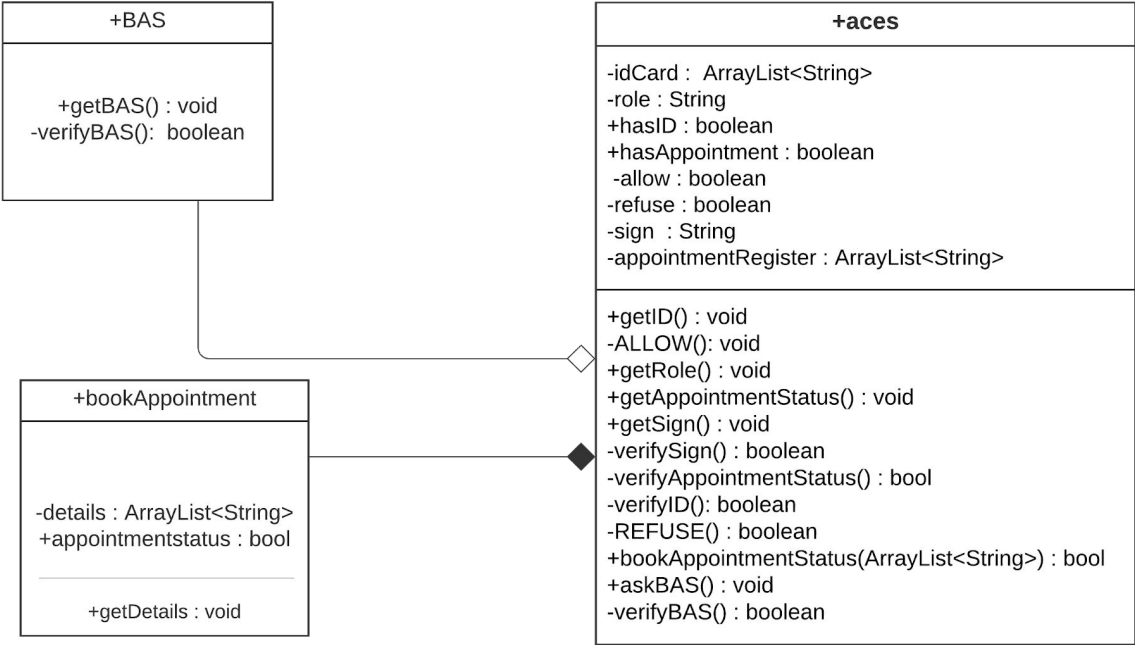 +BAS
+getBAS() : void
-verifyBAS():  boolean
+bookAppointment
-details : ArrayList<String>
+appointmentstatus : bool
+getDetails : void
+aces
-idCard :  ArrayList<String>
-role : String
+hasID : boolean
+hasAppointment : boolean
-allow : boolean
-refuse : boolean
-sign  : String
-appointmentRegister : ArrayList<String>
+getID() : void
-ALLOW(): void
+getRole() : void
+getAppointmentStatus() : void
+getSign() : void
-verifySign() : boolean
-verifyAppointmentStatus() : bool
-verifyID(): boolean
-REFUSE() : boolean
+bookAppointmentStatus(ArrayList<String>) : bool
+askBAS() : void
-verifyBAS() : boolean